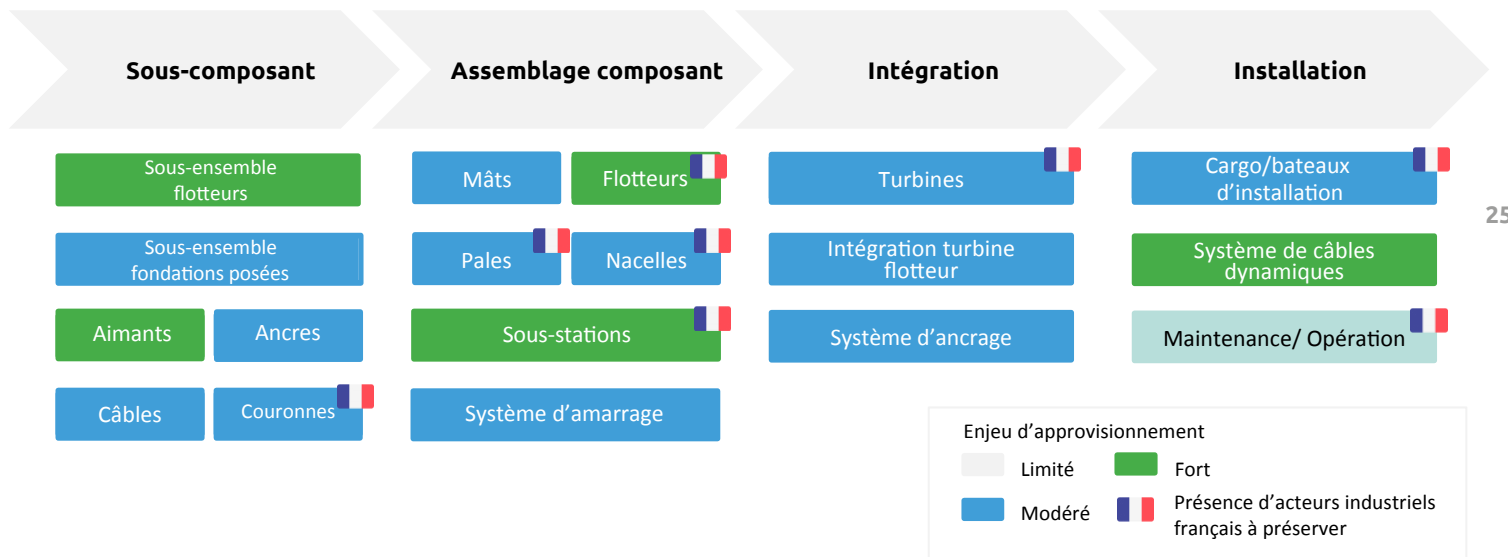 Sous-composant
Assemblage composant
Intégration
Installation
Sous-ensemble
flotteurs
Sous-ensemble
fondations posées
Aimants
Ancres
Câbles
Couronnes
Mâts
Flotteurs
Pales
Nacelles
Sous-stations
Système d'amarrage
Turbines
Intégration turbine
flotteur
Système d'ancrage
Cargo/bateaux
d'installation
Système de câbles
dynamiques
Maintenance/ Opération
25
Enjeu d'approvisionnement
Limité
Fort
Modéré
Présence d'acteurs industriels
français à préserver